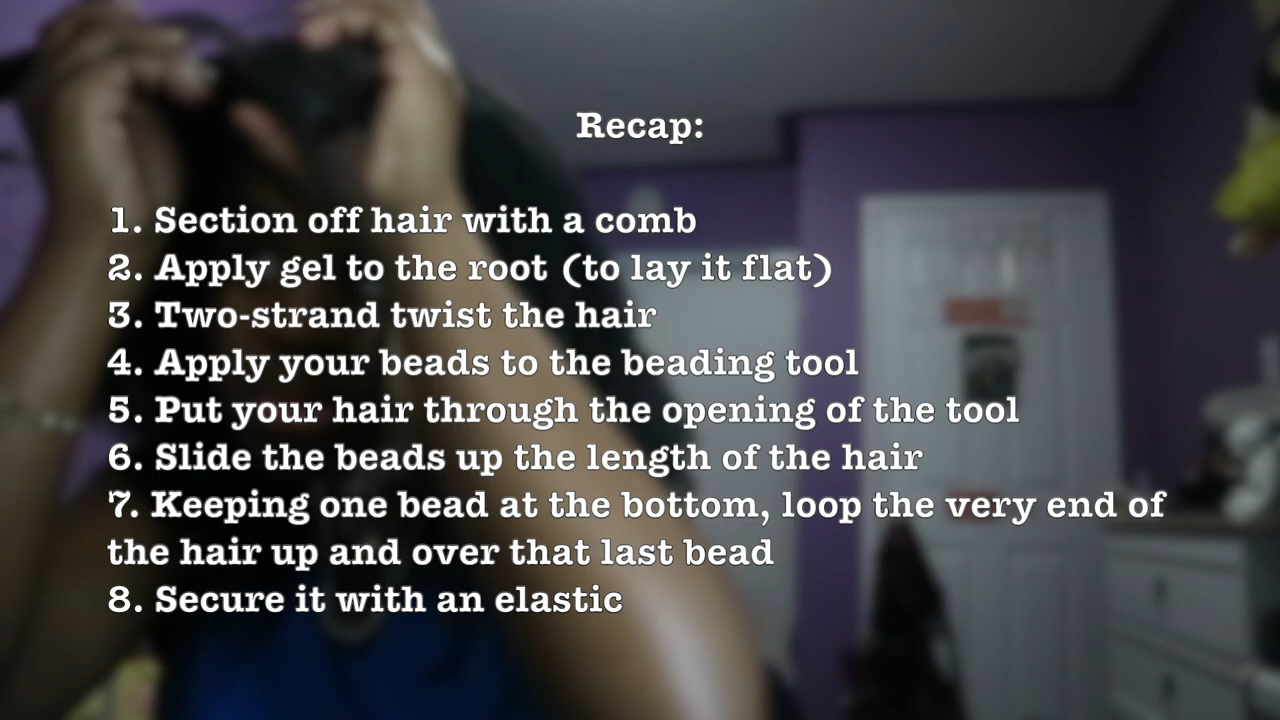 Recap:
1. Section off hair with a comb
2. Apply gel to the root (to lay it flat)
3. Two-strand twist the hair
4. Apply your beads to the beading tool
5. Put your hair through the opening of the tool
6. Slide the beads up the length of the hair
7. Keeping one bead at the bottom, loop the very end of
the hair up and over that last bead
8. Secure it with an elastic